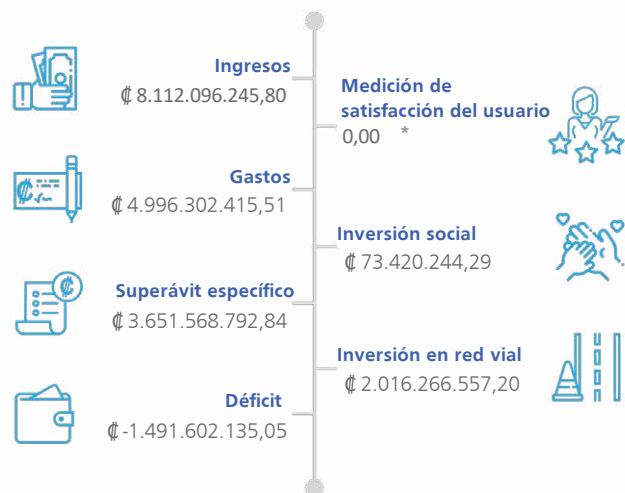 Ingresos
₡ 8.112.096.245,80
Medición de
satisfacción del usuario
0,00 *
Gastos
₡ 4.996.302.415,51
Inversión social
₡ 73.420.244,29
Superávit específico
₡ 3.651.568.792,84
Inversión en red vial
₡ 2.016.266.557,20
Déficit
₡ -1.491.602.135,05